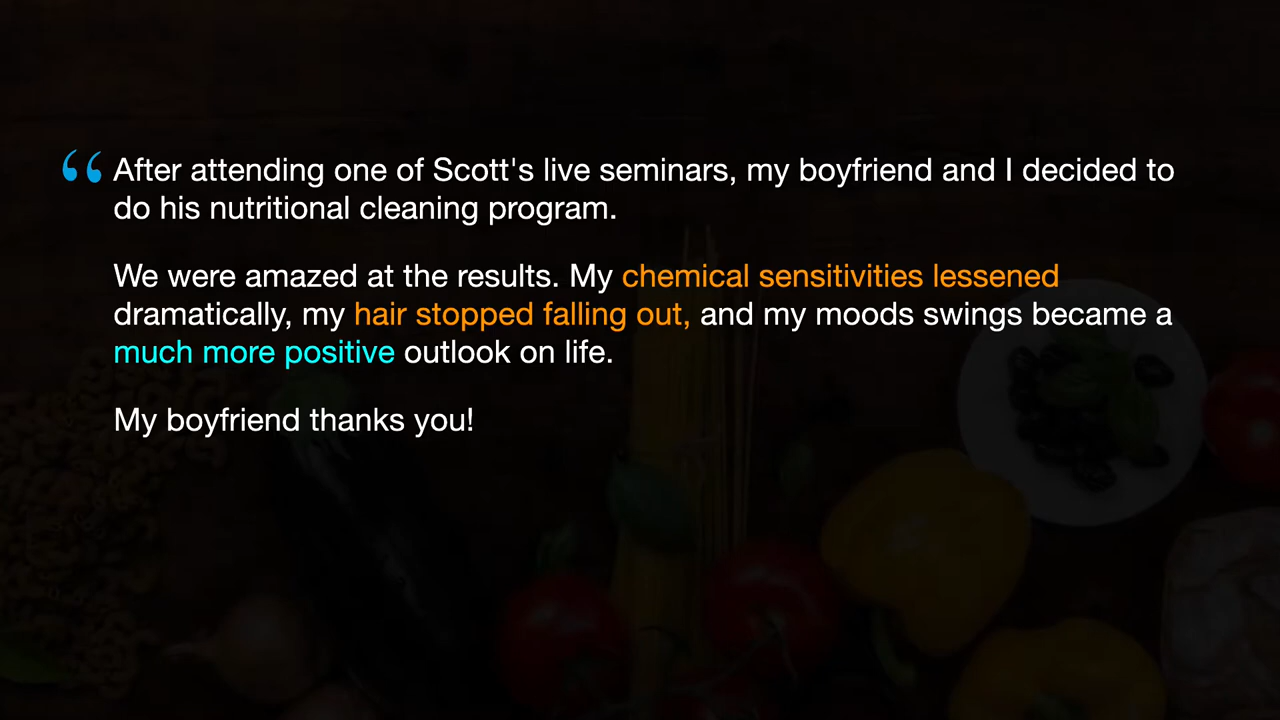 “ After attending one of Scott's live seminars, my boyfriend and I decided to
do his nutritional cleaning program.
We were amazed at the results. My chemical sensitivities lessened
dramatically, my hair stopped falling out, and my moods swings became a
much more positive outlook on life.
My boyfriend thanks you!